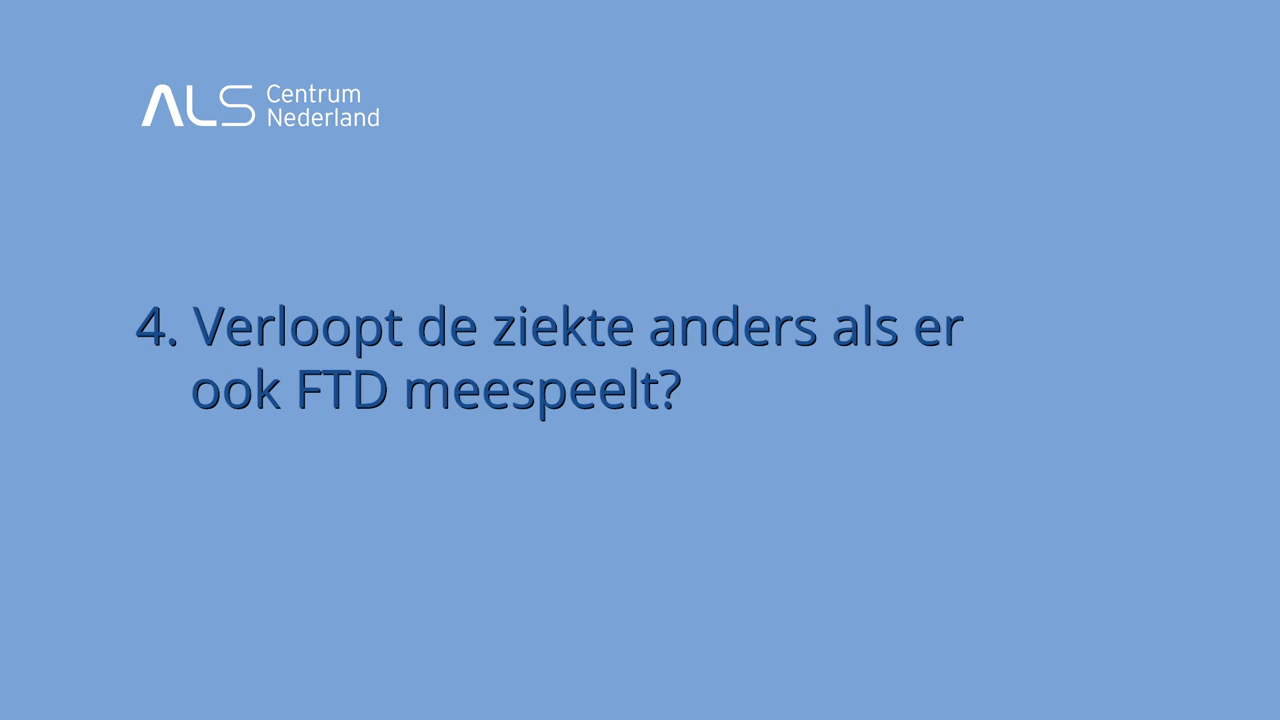 ALS Centrum
Nederland
4. Verloopt de ziekte anders als er
ook FTD meespeelt?